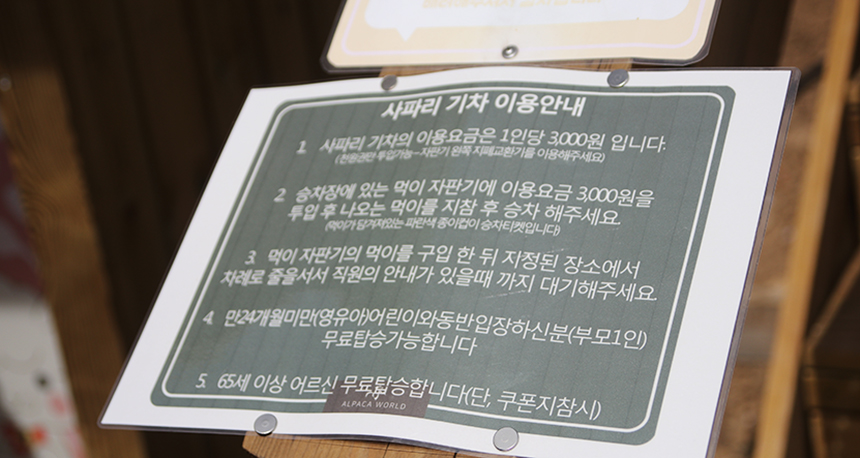 사파리 기차 이용안내
1. 사파리 기차의 이용요금은 1인당 3,000원 입니다.
(천원권만 투입가능-자판기 왼쪽 지폐교환기를 이용해주세요)
2. 승차장에 있는 먹이 자판기에 이용요금 3,000원을
투입 후 나오는 먹이를 지참 후 승차 해주세요.
(먹이가 담겨져있는 파란색 종이컵이 승차티켓입니다)
3. 먹이 자판기의 먹이를 구입 한 뒤 지정된 장소에서
차례로 줄을서서 직원의 안내가 있을때 까지 대기해주세요.
4. 만24개월미만(영유아)어린이와동반입장하신분(부모1인)
무료탑승가능합니다
5. 65세 이상 어르신 무료탑승합니다(단, 쿠폰지참시)
ALPACA WORLD